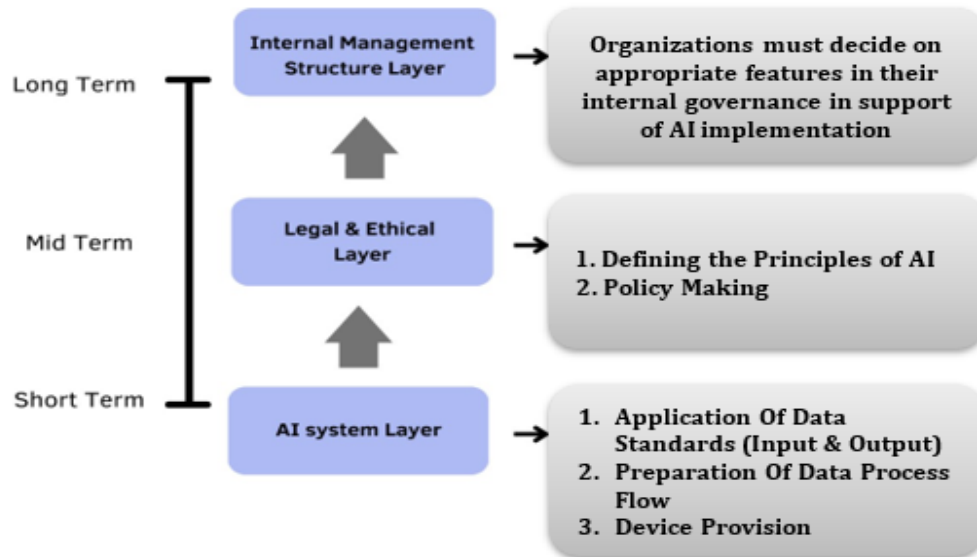 Internal Management
Structure Layer
Organizations must decide on
appropriate features in their
internal governance in support
of AI implementation
Long Term
Mid Term
Legal & Ethical
Layer
1. Defining the Principles of AI
2. Policy Making
Short Term
AI system Layer
1. Application Of Data
Standards (Input & Output)
2. Preparation Of Data Process
Flow
3. Device Provision